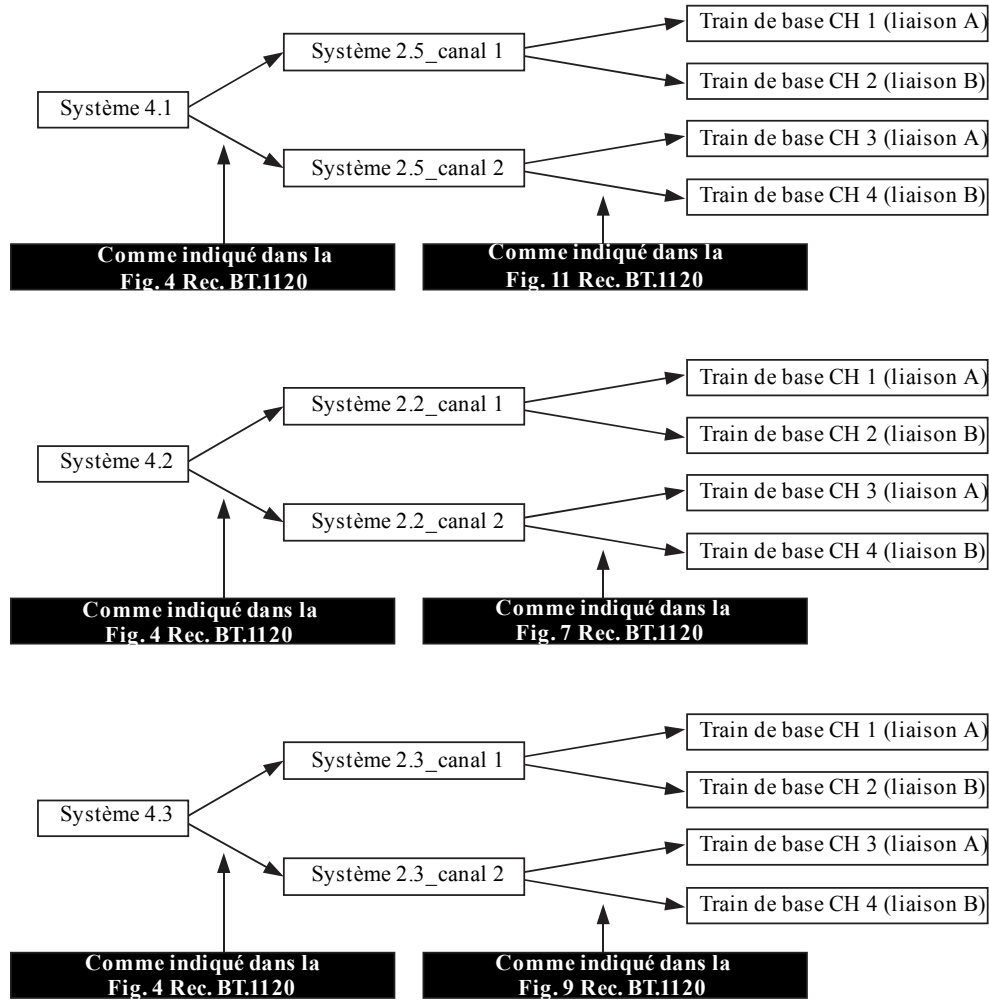 Train de base CH 1 (liaison A)
Système 2.5_canal 1
Train de base CH 2 (liaison B)
Système 4.1
Train de base CH 3 (liaison A)
Système 2.5_canal 2
Train de base CH 4 (liaison B)
Comme indiqué dans la
Fig. 4 Rec. BT.1120
Comme indiqué dans la
Fig. 11 Rec. BT.1120
Train de base CH 1 (liaison A)
Système 2.2_canal 1
Train de base CH 2 (liaison B)
Système 4.2
Train de base CH 3 (liaison A)
Système 2.2_canal 2
Train de base CH 4 (liaison B)
Comme indiqué dans la
Fig. 4 Rec. BT.1120
Comme indiqué dans la
Fig. 7 Rec. BT.1120
Train de base CH 1 (liaison A)
Système 2.3_canal 1
Train de base CH 2 (liaison B)
Système 4.3
Train de base CH 3 (liaison A)
Système 2.3_canal 2
Train de base CH 4 (liaison B)
Comme indiqué dans la
Fig. 4 Rec. BT.1120
Comme indiqué dans la
Fig. 9 Rec. BT.1120